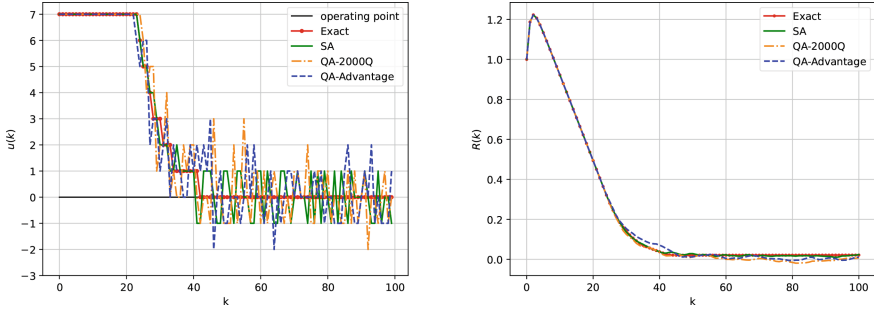 7
6
5
4
3
2
1
0
−1
−2
−3
u(k)
0
20
40
60
80
100
k
operating point
Exact
SA
QA-2000Q
QA-Advantage
1.2
1.0
0.8
0.6
0.4
0.2
0.0
R(k)
0
20
40
60
80
100
k
Exact
SA
QA-2000Q
QA-Advantage